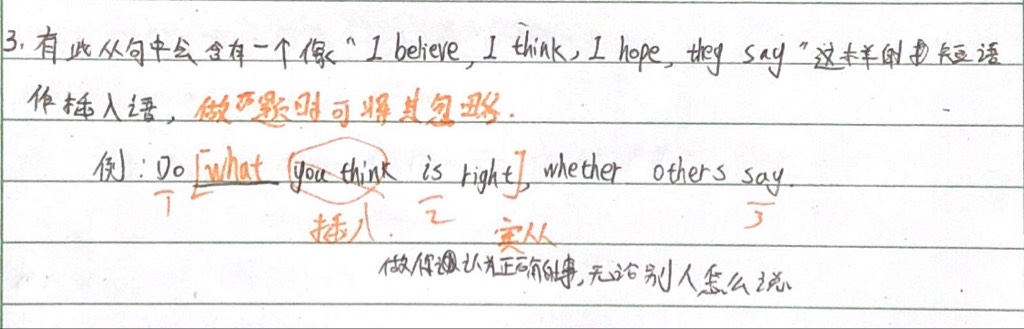 3. 有此从句中会含有一个像“I believe, I think, I hope, they say”这样的短语
作插入语, 做题时可将其忽略.
例: Do [what you think is right], whether others say.
1 插入 2 宾从 3
做你认为正确的事, 无论别人怎么说